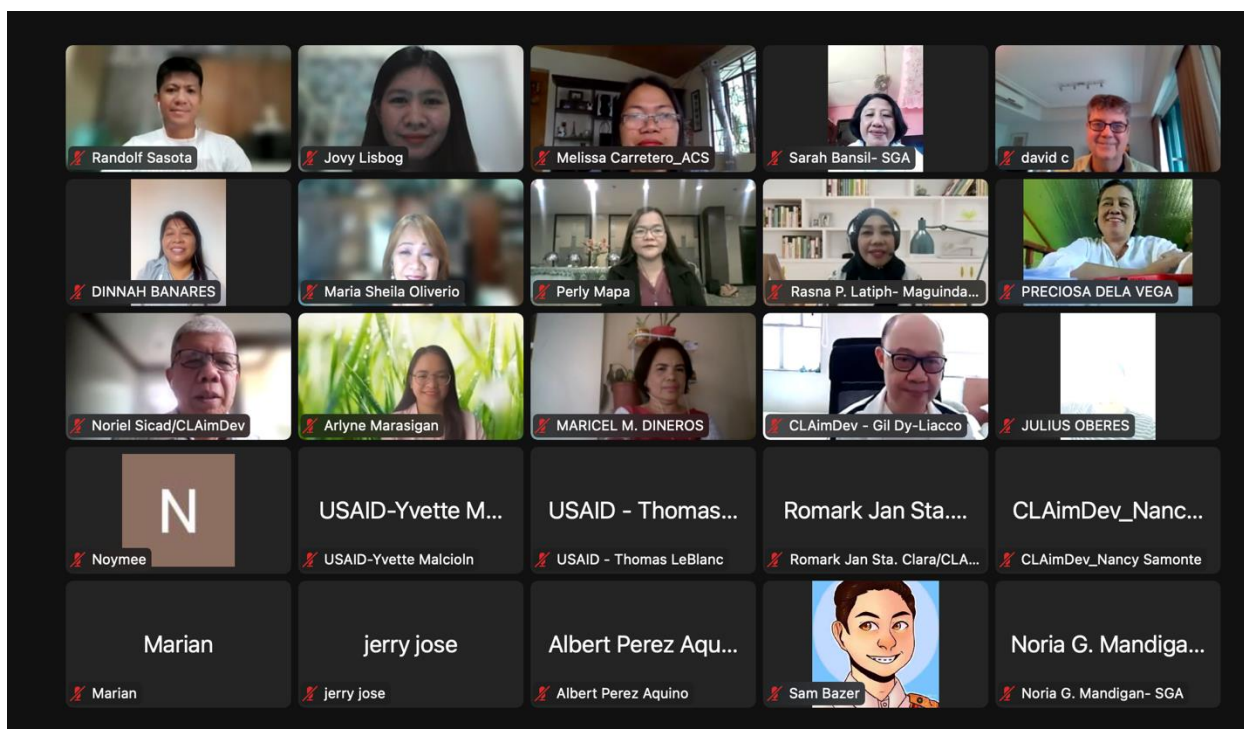 Randolf Sasota
Jovy Lisbog
Melissa Carretero_ACS
Sarah Bansil- SGA
david c
DINNAH BANARES
Maria Sheila Oliverio
Perly Mapa
Rasna P. Latiph- Maguinda...
PRECIOSA DELA VEGA
Noriel Sicad/CLAimDev
Arlyne Marasigan
MARICEL M. DINEROS
CLAimDev - Gil Dy-Liacco
JULIUS OBERES
N
Noymee
USAID-Yvette M...
USAID-Yvette Malcioln
USAID - Thomas...
USAID - Thomas LeBlanc
Romark Jan Sta....
Romark Jan Sta. Clara/CLA...
CLAimDev_Nanc...
CLAimDev_Nancy Samonte
Marian
Marian
jerry jose
jerry jose
Albert Perez Aqu...
Albert Perez Aquino
Sam Bazer
Noria G. Mandiga...
Noria G. Mandigan- SGA